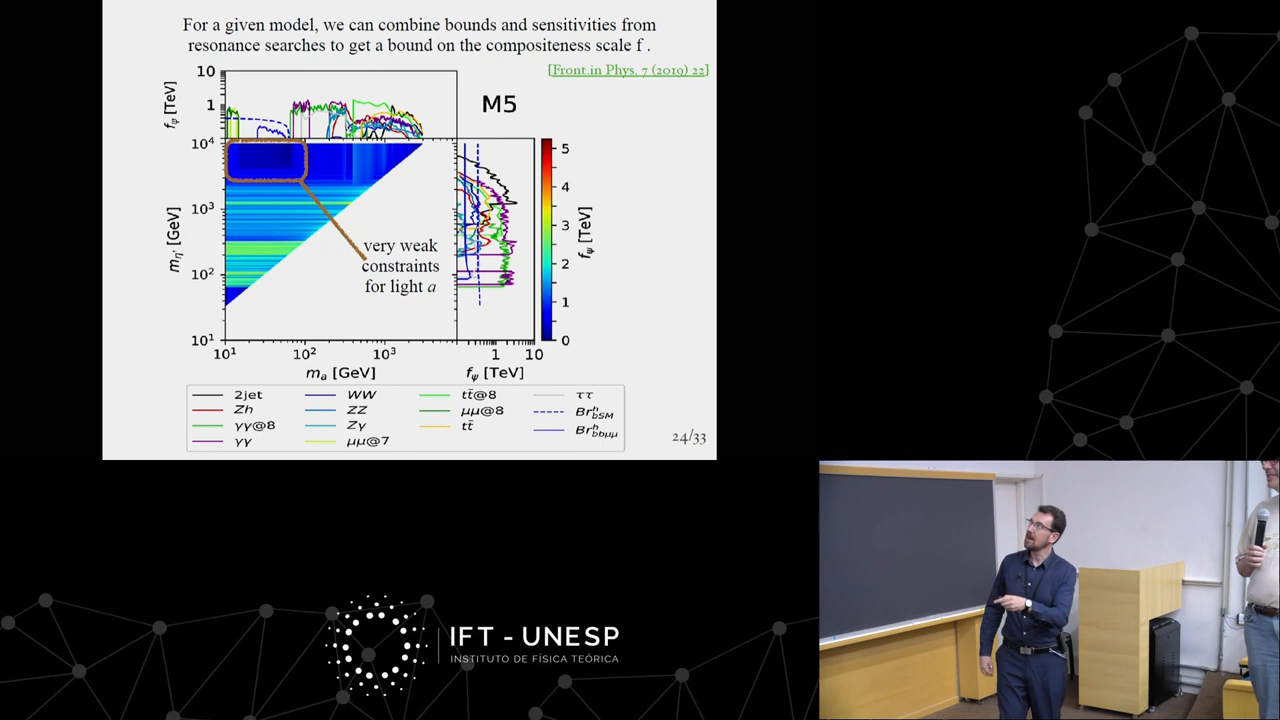 For a given model, we can combine bounds and sensitivities from
resonance searches to get a bound on the compositeness scale f .
[Front.in Phys. 7 (2019) 22]
M5
10
1
f_ψ [TeV]
10⁴
10³
10²
10¹
m_η' [GeV]
very weak
constraints
for light a
10¹ 10² 10³
m_a [GeV]
1 10
f_ψ [TeV]
5
4
3
2
1
0
f_ψ [TeV]
2jet
Zh
γγ@8
γγ
WW
ZZ
Zγ
μμ@7
tt̄@8
μμ@8
tt̄
ττ
Br^h_bSM
Br^h_bbμμ
24/33
IFT - UNESP
INSTITUTO DE FÍSICA TEÓRICA